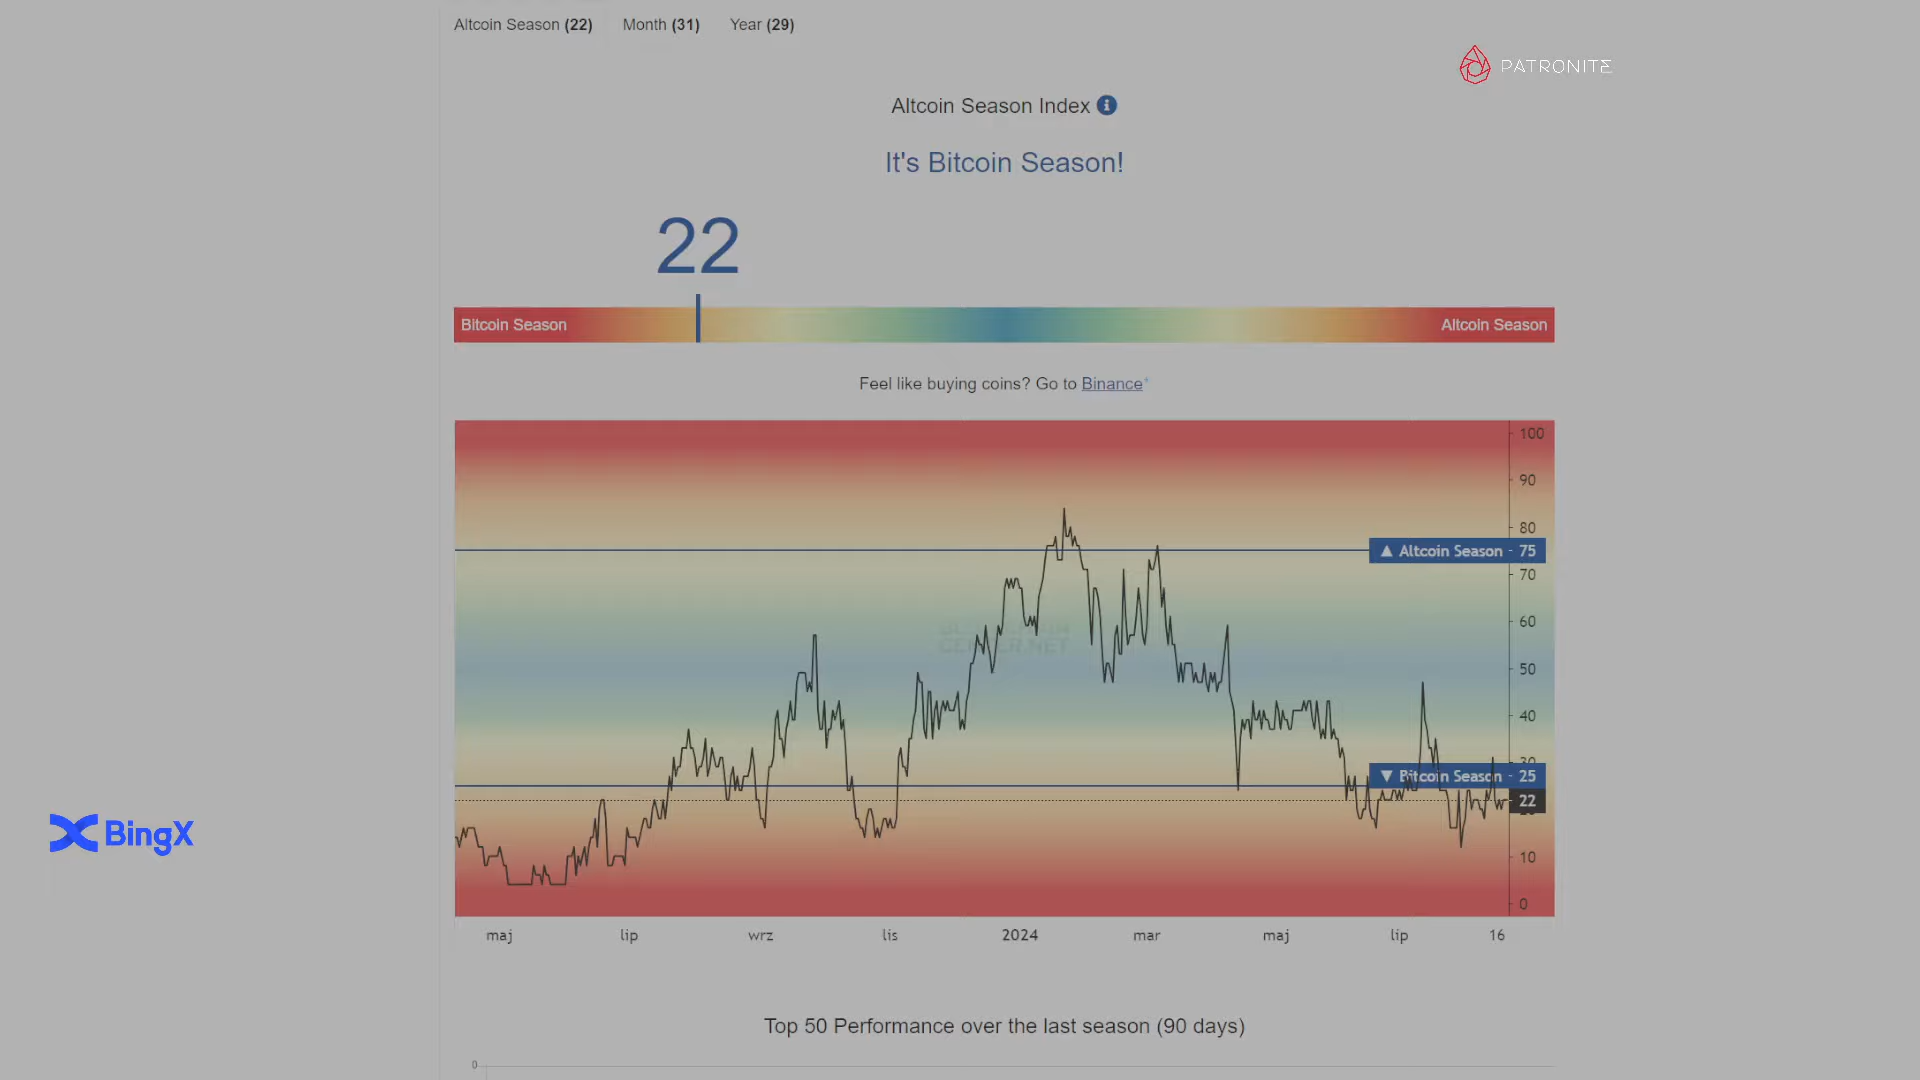 Altcoin Season (22) Month (31) Year (29)
PATRONITE
Altcoin Season Index
It's Bitcoin Season!
22
Bitcoin Season Altcoin Season
Feel like buying coins? Go to Binance*
100
90
80
▲ Altcoin Season - 75
70
60
50
40
30
▼ Bitcoin Season - 25
22
10
0
BingX
maj lip wrz lis 2024 mar maj lip 16
Top 50 Performance over the last season (90 days)
0